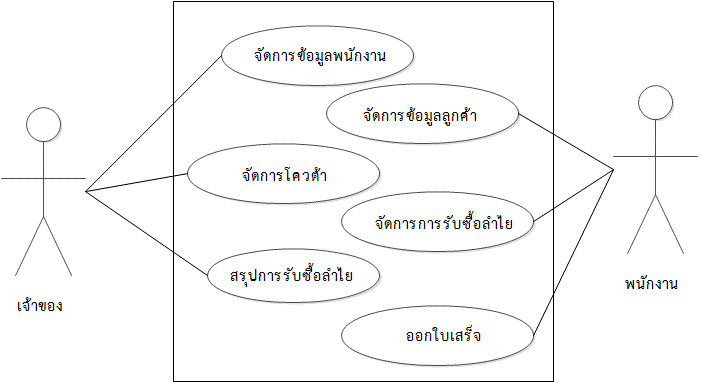 จัดการข้อมูลพนักงาน
จัดการข้อมูลลูกค้า
จัดการโควต้า
จัดการการรับซื้อลำไย
สรุปการรับซื้อลำไย
พนักงาน
เจ้าของ
ออกใบเสร็จ